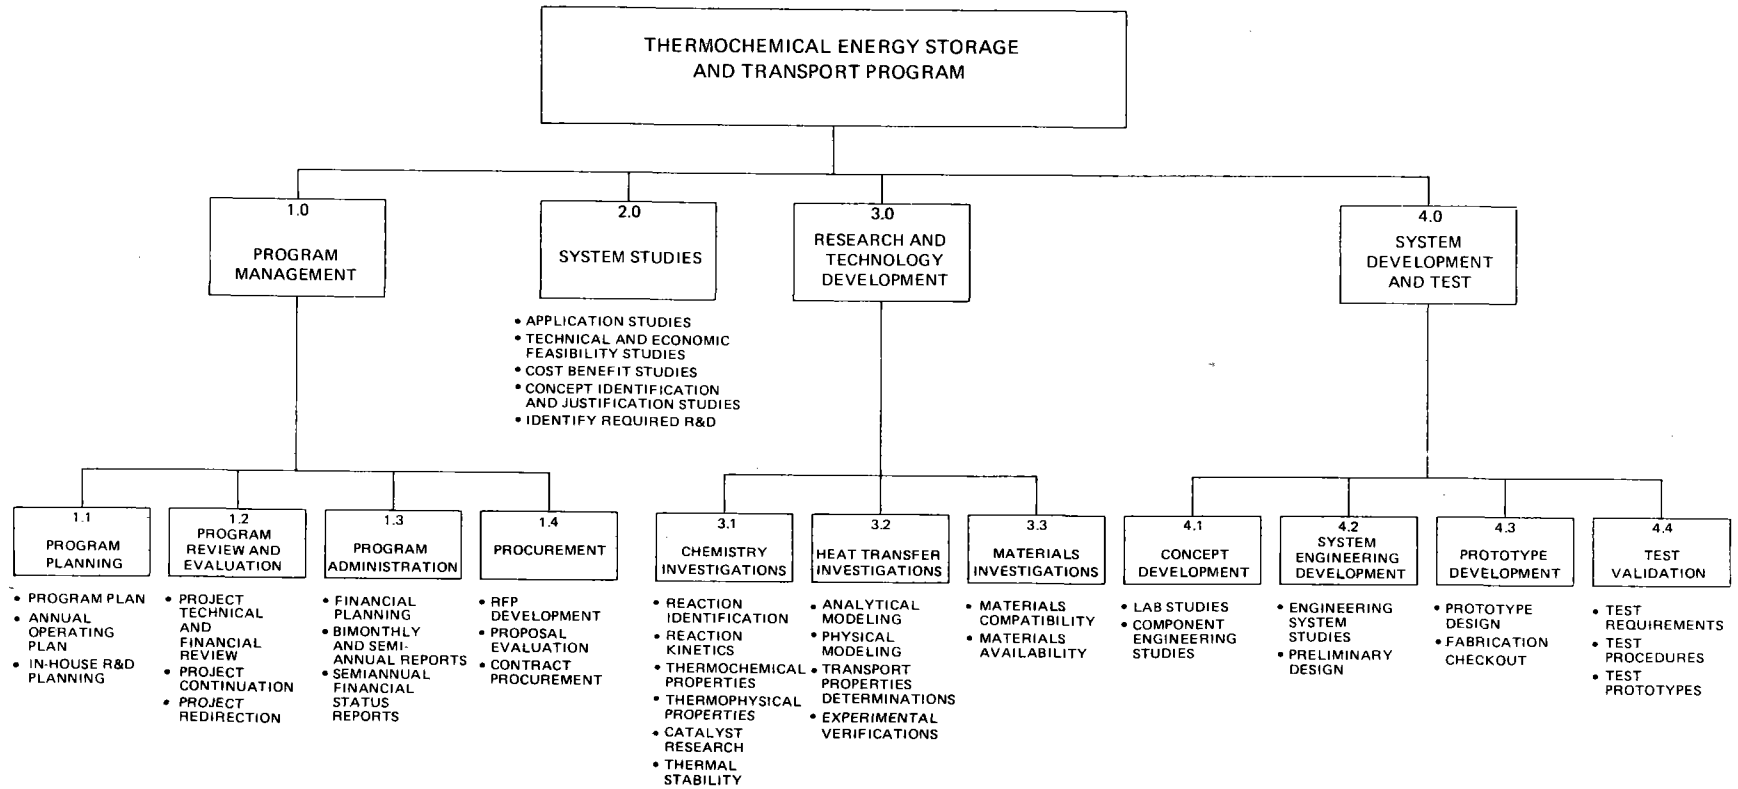 THERMOCHEMICAL ENERGY STORAGE
AND TRANSPORT PROGRAM
1.0
PROGRAM
MANAGEMENT
2.0
SYSTEM STUDIES
3.0
RESEARCH AND
TECHNOLOGY
DEVELOPMENT
4.0
SYSTEM
DEVELOPMENT
AND TEST
• APPLICATION STUDIES
• TECHNICAL AND ECONOMIC
FEASIBILITY STUDIES
• COST BENEFIT STUDIES
• CONCEPT IDENTIFICATION
AND JUSTIFICATION STUDIES
• IDENTIFY REQUIRED R&D
1.1
PROGRAM
PLANNING
• PROGRAM PLAN
• ANNUAL
OPERATING
PLAN
• IN-HOUSE R&D
PLANNING
1.2
PROGRAM
REVIEW AND
EVALUATION
• PROJECT
TECHNICAL
AND
FINANCIAL
REVIEW
• PROJECT
CONTINUATION
• PROJECT
REDIRECTION
1.3
PROGRAM
ADMINISTRATION
• FINANCIAL
PLANNING
• BIMONTHLY
AND SEMI-
ANNUAL REPORTS
• SEMIANNUAL
FINANCIAL
STATUS
REPORTS
1.4
PROCUREMENT
• RFP
DEVELOPMENT
• PROPOSAL
EVALUATION
• CONTRACT
PROCUREMENT
3.1
CHEMISTRY
INVESTIGATIONS
• REACTION
IDENTIFICATION
• REACTION
KINETICS
• THERMOCHEMICAL
PROPERTIES
• THERMOPHYSICAL
PROPERTIES
• CATALYST
RESEARCH
• THERMAL
STABILITY
3.2
HEAT TRANSFER
INVESTIGATIONS
• ANALYTICAL
MODELING
• PHYSICAL
MODELING
• TRANSPORT
PROPERTIES
DETERMINATIONS
• EXPERIMENTAL
VERIFICATIONS
3.3
MATERIALS
INVESTIGATIONS
• MATERIALS
COMPATIBILITY
• MATERIALS
AVAILABILITY
4.1
CONCEPT
DEVELOPMENT
• LAB STUDIES
• COMPONENT
ENGINEERING
STUDIES
4.2
SYSTEM
ENGINEERING
DEVELOPMENT
• ENGINEERING
SYSTEM
STUDIES
• PRELIMINARY
DESIGN
4.3
PROTOTYPE
DEVELOPMENT
• PROTOTYPE
DESIGN
• FABRICATION
CHECKOUT
4.4
TEST
VALIDATION
• TEST
REQUIREMENTS
• TEST
PROCEDURES
• TEST
PROTOTYPES